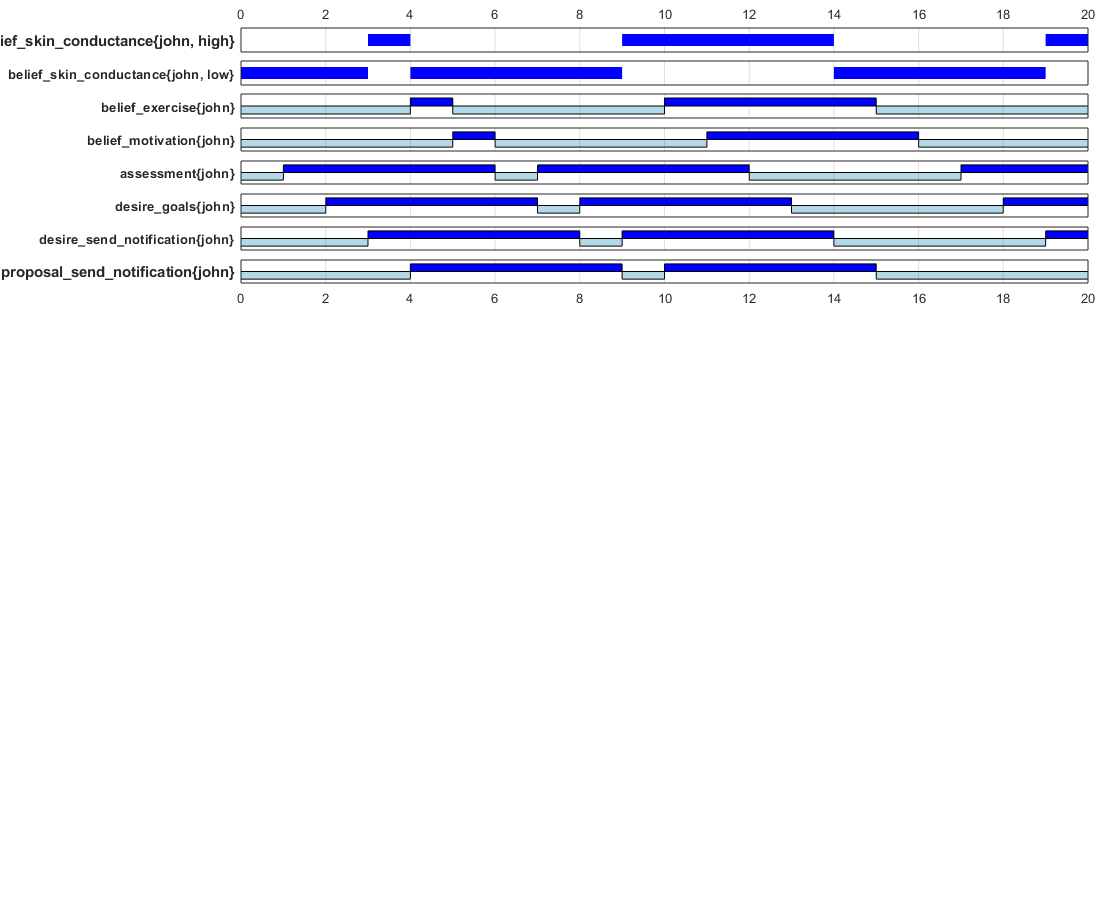 0 2 4 6 8 10 12 14 16 18 20
ief_skin_conductance{john, high}
belief_skin_conductance{john, low}
belief_exercise{john}
belief_motivation{john}
assessment{john}
desire_goals{john}
desire_send_notification{john}
proposal_send_notification{john}
0 2 4 6 8 10 12 14 16 18 20